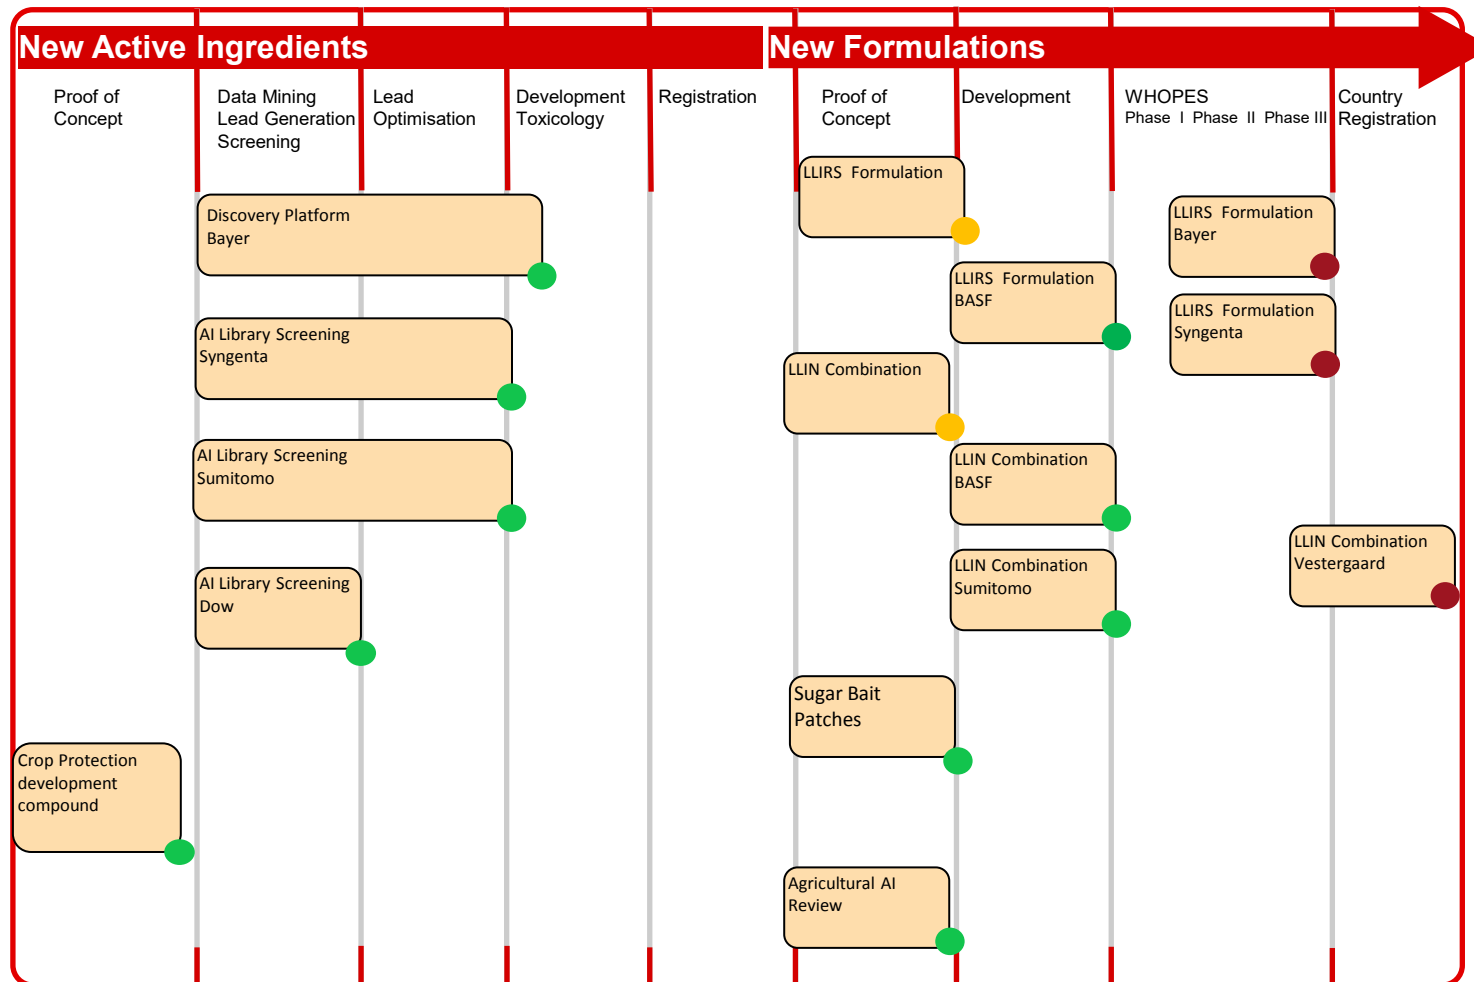 New Active Ingredients
New Formulations
Proof of
Concept
Data Mining
Lead Generation
Screening
Lead
Optimisation
Development
Toxicology
Registration
Proof of
Concept
Development
WHOPES
Phase I Phase II Phase III
Country
Registration
Discovery Platform
Bayer
AI Library Screening
Syngenta
AI Library Screening
Sumitomo
AI Library Screening
Dow
Crop Protection
development
compound
LLIRS Formulation
LLIRS Formulation
BASF
LLIN Combination
LLIN Combination
BASF
LLIN Combination
Sumitomo
Sugar Bait
Patches
Agricultural AI
Review
LLIRS Formulation
Bayer
LLIRS Formulation
Syngenta
LLIN Combination
Vestergaard